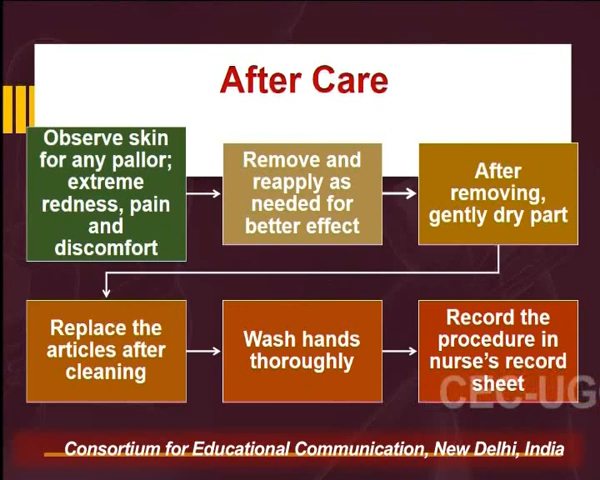 After Care
Observe skin
for any pallor;
extreme
redness, pain
and
discomfort
Remove and
reapply as
needed for
better effect
After
removing,
gently dry part
Replace the
articles after
cleaning
Wash hands
thoroughly
Record the
procedure in
nurse's record
sheet
CEC-UG
Consortium for Educational Communication, New Delhi, India